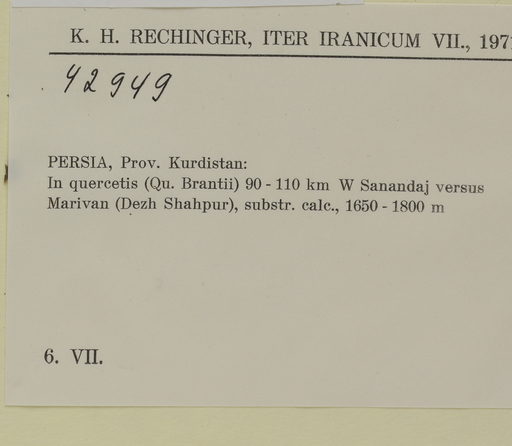 K. H. RECHINGER, ITER IRANICUM VII., 1971
42949
PERSIA, Prov. Kurdistan:
In quercetis (Qu. Brantii) 90 - 110 km W Sanandaj versus
Marivan (Dezh Shahpur), substr. calc., 1650 - 1800 m
6. VII.